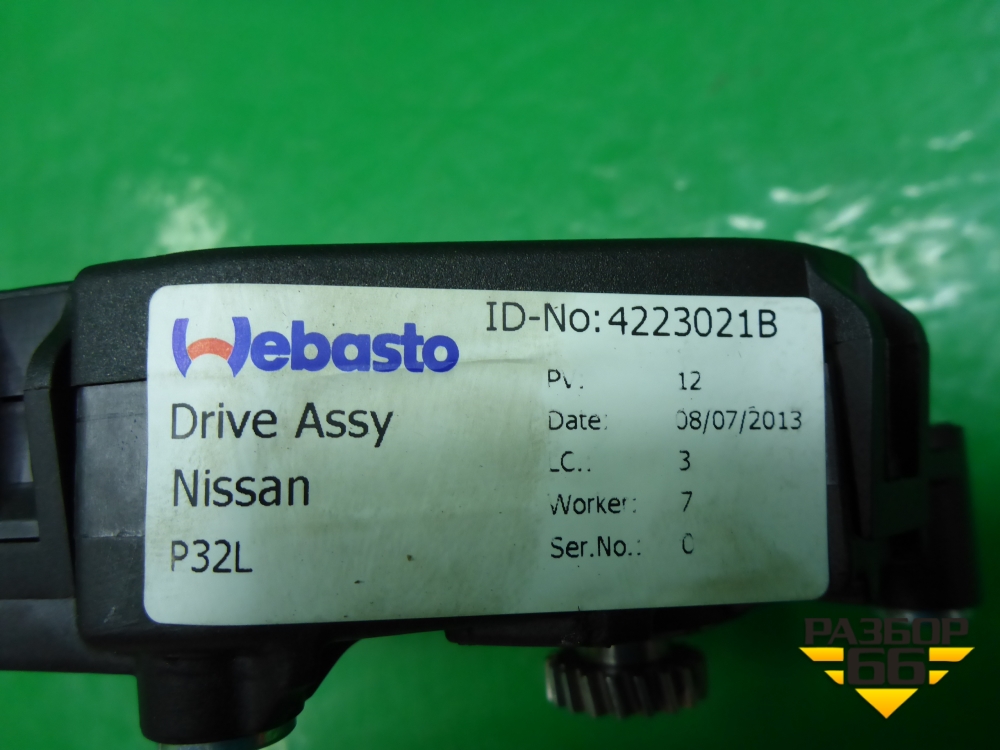 Webasto
ID-No: 4223021B
Drive Assy
Nissan
P32L
12
Date: 08/07/2013
LC.: 3
Worker: 7
Ser.No.: 0
РАЗБОР
66